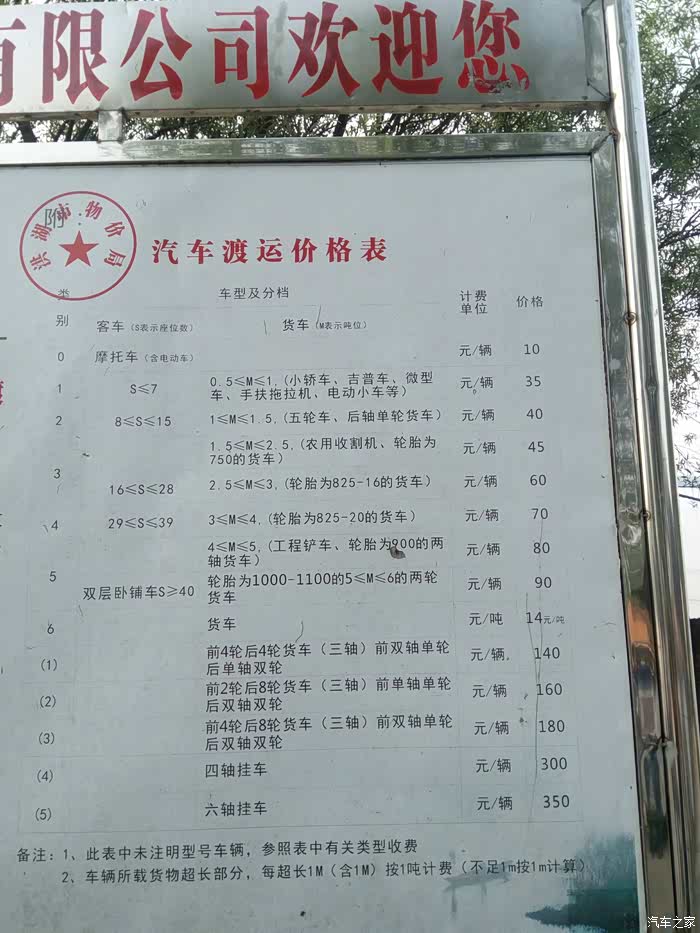 有限公司欢迎您
洪湖市物价局
附:
汽车渡运价格表
类别 车型及分档 计费单位 价格
客车（S表示座位数） 货车（M表示吨位）
0 摩托车（含电动车） 元/辆 10
1 S≤7 0.5≤M≤1,(小轿车、吉普车、微型 元/辆 35
车、手扶拖拉机、电动小车等)
2 8≤S≤15 1≤M≤1.5,(五轮车、后轴单轮货车) 元/辆 40
1.5≤M≤2.5,(农用收割机、轮胎为 元/辆 45
750的货车)
3 16≤S≤28 2.5≤M≤3,(轮胎为825-16的货车) 元/辆 60
4 29≤S≤39 3≤M≤4,(轮胎为825-20的货车) 元/辆 70
4≤M≤5,(工程铲车、轮胎为900的两 元/辆 80
轴货车)
5 双层卧铺车S≥40 轮胎为1000-1100的5≤M≤6的两轮 元/辆 90
货车
6 货车 元/吨 14元/吨
(1) 前4轮后4轮货车（三轴）前双轴单轮 元/辆 140
后单轴双轮
(2) 前2轮后8轮货车（三轴）前单轴单轮 元/辆 160
后双轴双轮
(3) 前4轮后8轮货车（三轴）前双轴单轮 元/辆 180
后双轴双轮
(4) 四轴挂车 元/辆 300
(5) 六轴挂车 元/辆 350
备注：1、此表中未注明型号车辆，参照表中有关类型收费
2、车辆所载货物超长部分，每超长1M（含1M）按1吨计费（不足1m按1m计算）
汽车之家